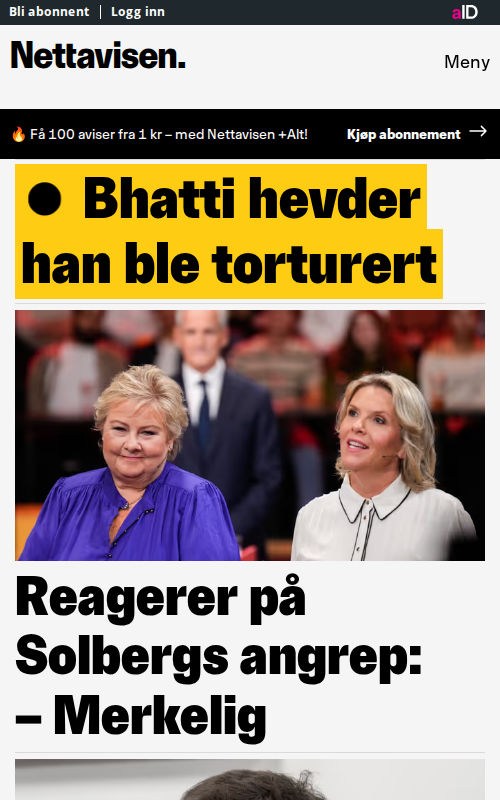 Bli abonnent | Logg inn
aID
Nettavisen.
Meny
🔥 Få 100 aviser fra 1 kr – med Nettavisen +Alt!
Kjøp abonnement →
● Bhatti hevder
han ble torturert
Reagerer på
Solbergs angrep:
– Merkelig